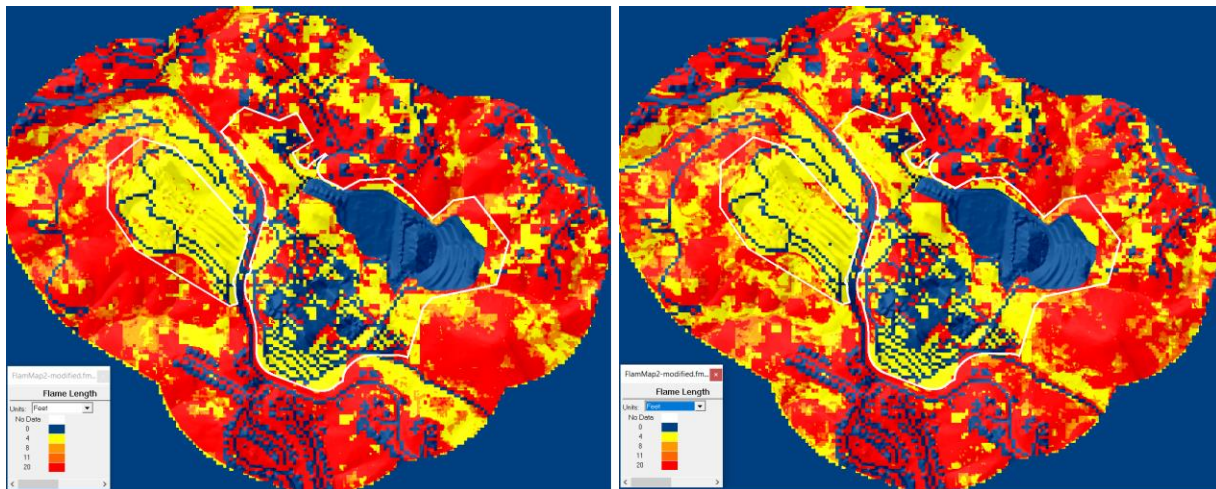 FlamMap2-modified.fm...
Flame Length
Units: Feet
No Data
0
4
8
11
20
FlamMap2-modified.fm...
Flame Length
Units: Feet
No Data
0
4
8
11
20